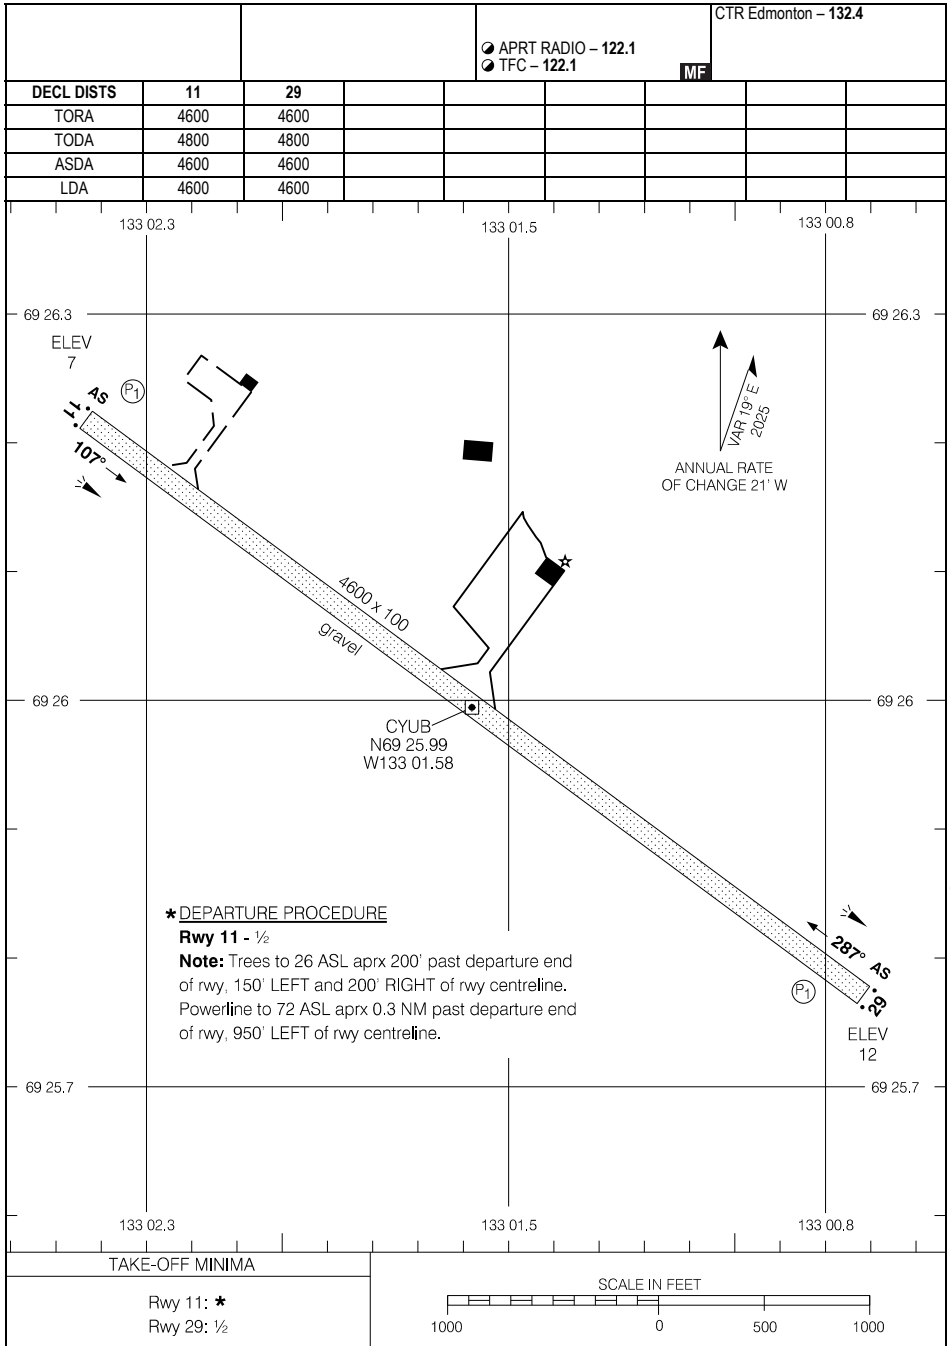 CTR Edmonton – 132.4
APRT RADIO – 122.1
TFC – 122.1
MF
DECL DISTS 11 29
TORA 4600 4600
TODA 4800 4800
ASDA 4600 4600
LDA 4600 4600
133 02.3 133 01.5 133 00.8
69 26.3 69 26.3
ELEV
7
AS
P1
11
107°
VAR 19° E
2025
ANNUAL RATE
OF CHANGE 21' W
4600 x 100
gravel
69 26 69 26
CYUB
N69 25.99
W133 01.58
* DEPARTURE PROCEDURE
Rwy 11 - ½
Note: Trees to 26 ASL aprx 200' past departure end
of rwy, 150' LEFT and 200' RIGHT of rwy centreline.
Powerline to 72 ASL aprx 0.3 NM past departure end
of rwy, 950' LEFT of rwy centreline.
287° AS
P1
29
ELEV
12
69 25.7 69 25.7
133 02.3 133 01.5 133 00.8
TAKE-OFF MINIMA
Rwy 11: *
Rwy 29: ½
SCALE IN FEET
1000 0 500 1000